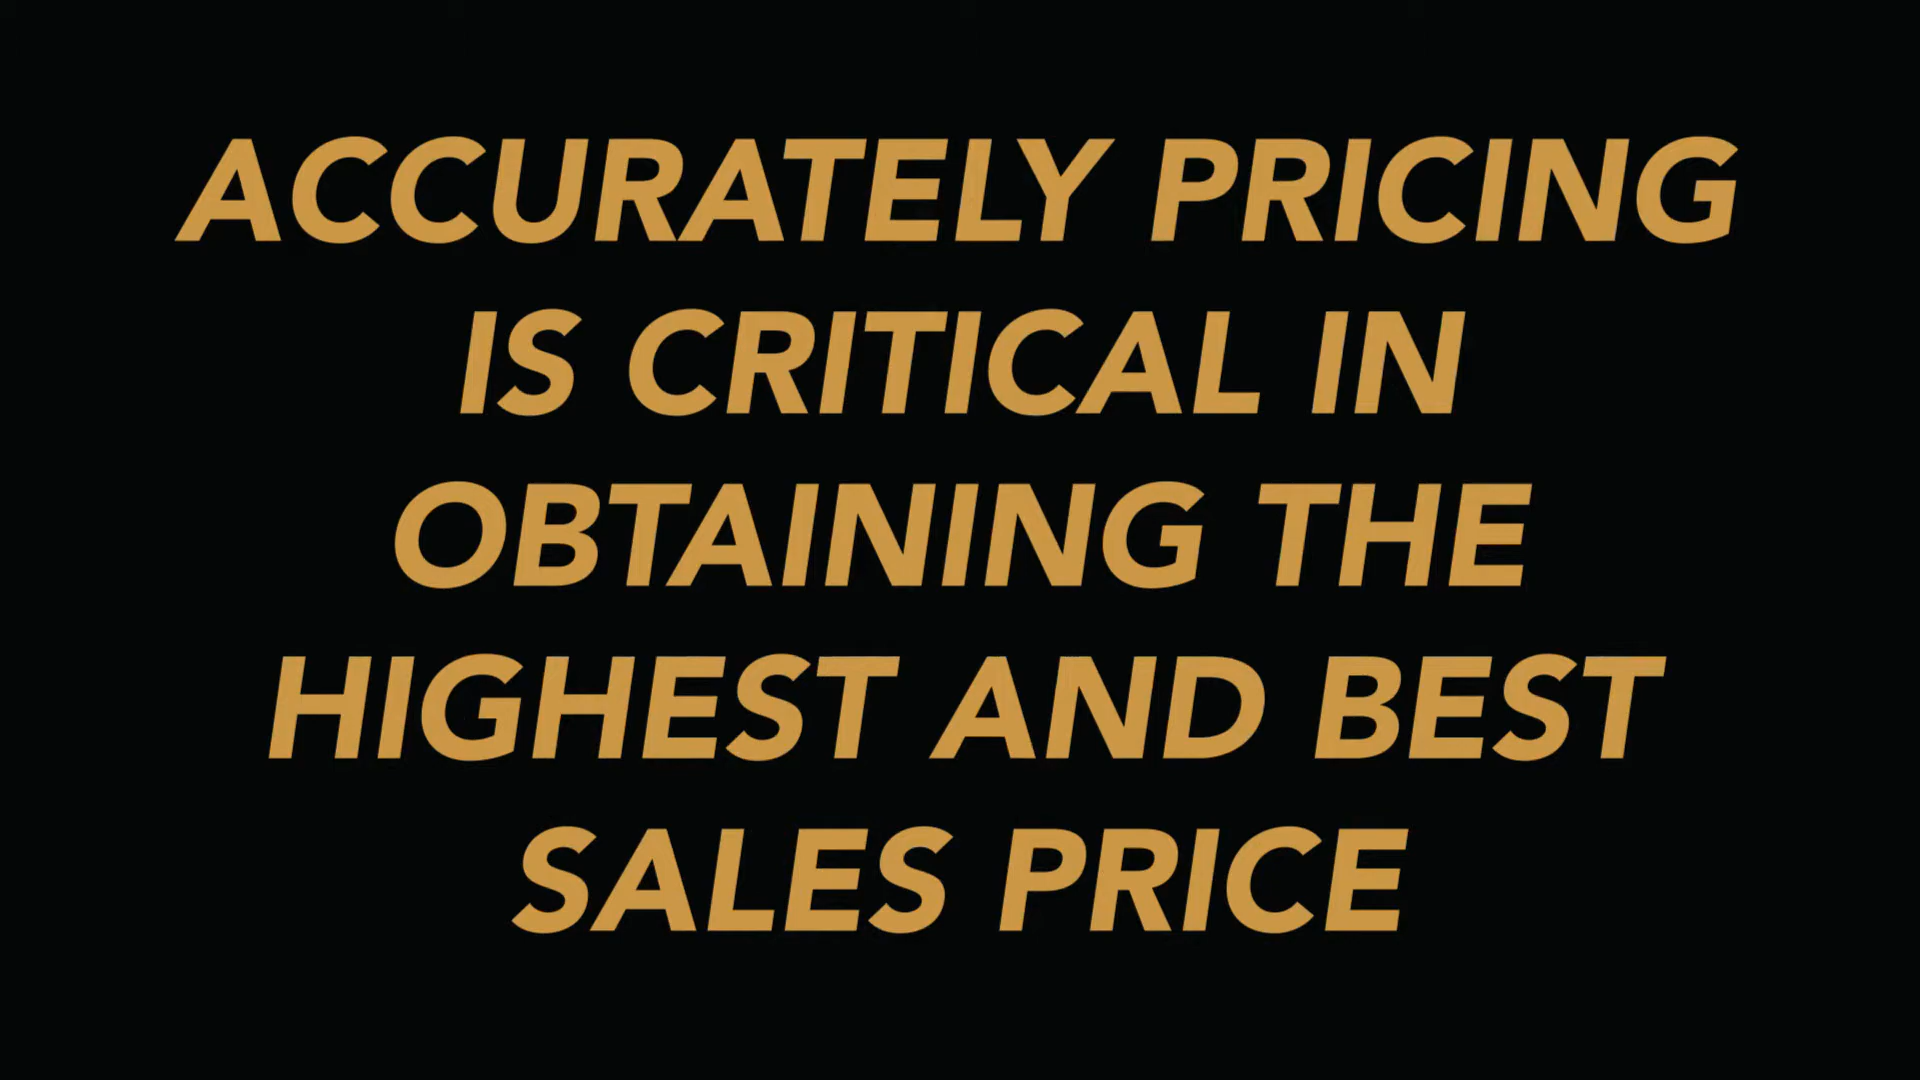 ACCURATELY PRICING
IS CRITICAL IN
OBTAINING THE
HIGHEST AND BEST
SALES PRICE